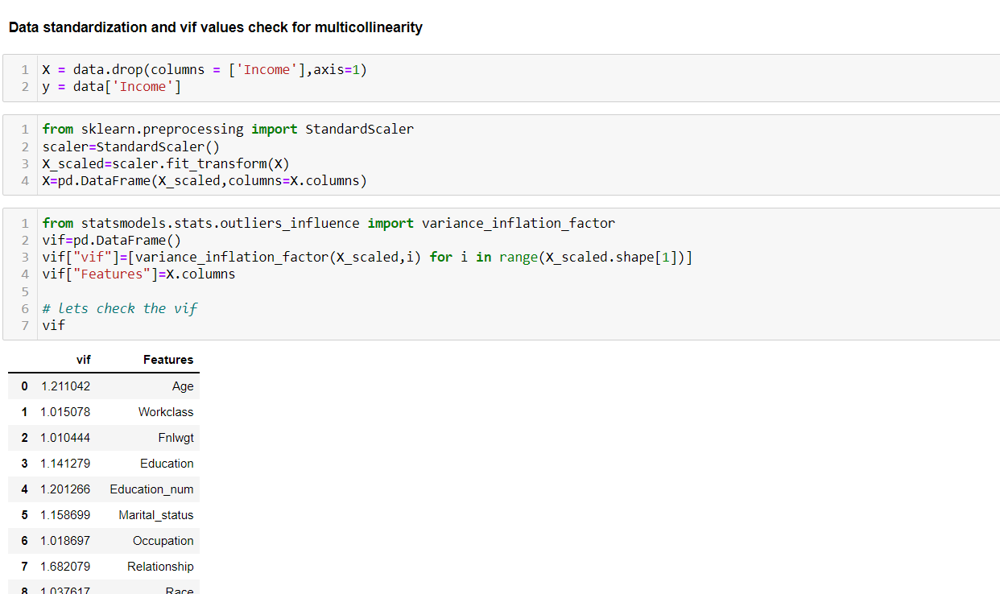 Data standardization and vif values check for multicollinearity
1 X = data.drop(columns = ['Income'],axis=1)
2 y = data['Income']
1 from sklearn.preprocessing import StandardScaler
2 scaler=StandardScaler()
3 X_scaled=scaler.fit_transform(X)
4 X=pd.DataFrame(X_scaled,columns=X.columns)
1 from statsmodels.stats.outliers_influence import variance_inflation_factor
2 vif=pd.DataFrame()
3 vif["vif"]=[variance_inflation_factor(X_scaled,i) for i in range(X_scaled.shape[1])]
4 vif["Features"]=X.columns
5
6 # lets check the vif
7 vif
vif Features
0 1.211042 Age
1 1.015078 Workclass
2 1.010444 Fnlwgt
3 1.141279 Education
4 1.201266 Education_num
5 1.158699 Marital_status
6 1.018697 Occupation
7 1.682079 Relationship
8 1.037617 Race